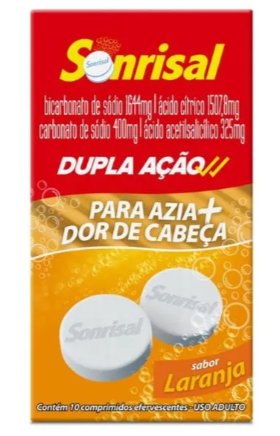 Sonrisal
Sonrisal
bicarbonato de sódio 1644mg | ácido cítrico 1507,8mg
carbonato de sódio 400mg | ácido acetilsalicílico 325mg
DUPLA AÇÃO
PARA AZIA+
DOR DE CABEÇA
Sonrisal
Sonrisal
sabor
Laranja
Contém 10 comprimidos efervescentes - USO ADULTO